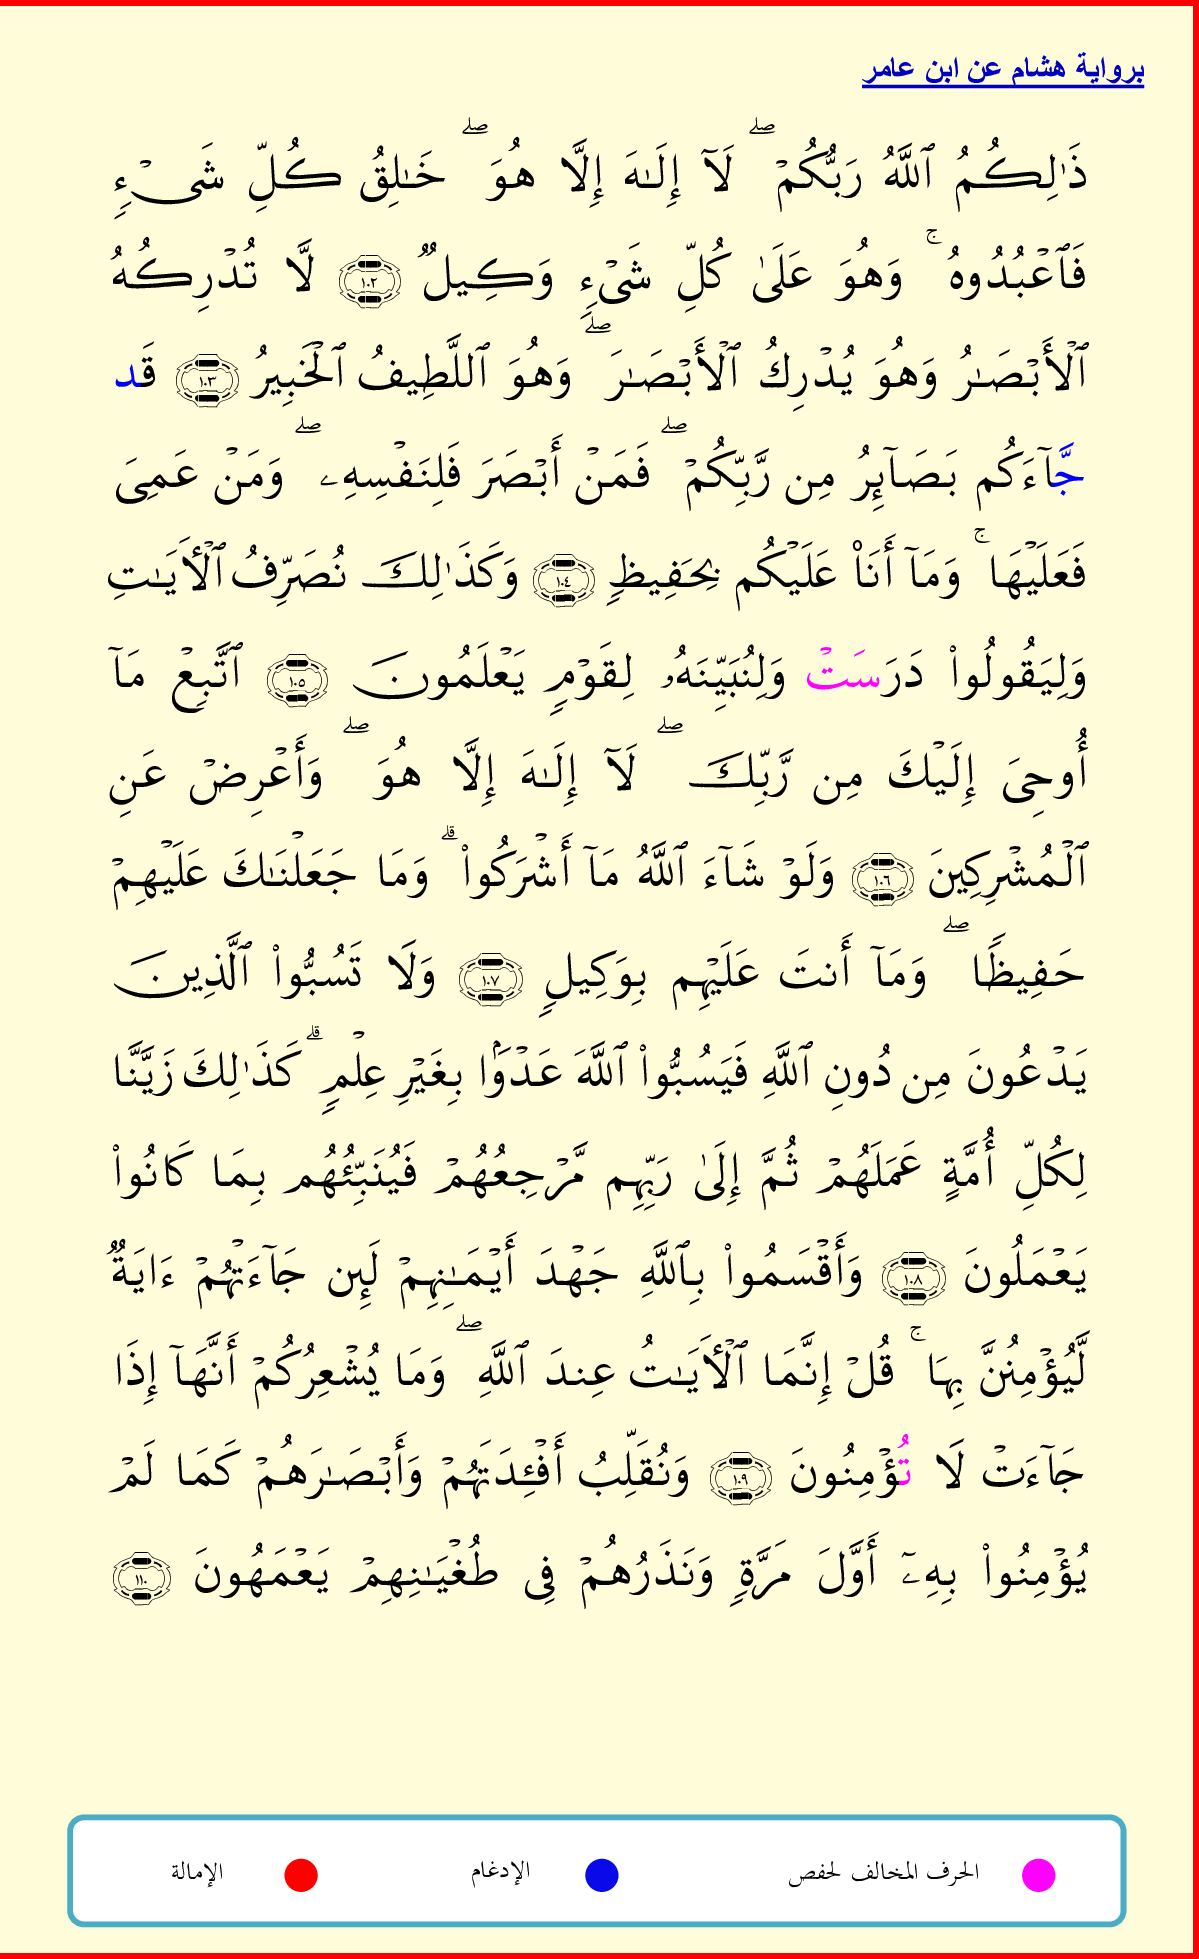 برواية هشام عن ابن عامر
ذَٰلِكُمُ ٱللَّهُ رَبُّكُمۡۖ لَآ إِلَٰهَ إِلَّا هُوَۖ خَٰلِقُ كُلِّ شَيۡءٖ
فَٱعۡبُدُوهُۚ وَهُوَ عَلَىٰ كُلِّ شَيۡءٖ وَكِيلٞ ١٠٢ لَّا تُدۡرِكُهُ
ٱلۡأَبۡصَٰرُ وَهُوَ يُدۡرِكُ ٱلۡأَبۡصَٰرَۖ وَهُوَ ٱللَّطِيفُ ٱلۡخَبِيرُ ١٠٣ قَد
جَّآءَكُم بَصَآئِرُ مِن رَّبِّكُمۡۖ فَمَنۡ أَبۡصَرَ فَلِنَفۡسِهِۦۖ وَمَنۡ عَمِيَ
فَعَلَيۡهَاۚ وَمَآ أَنَا۠ عَلَيۡكُم بِحَفِيظٖ ١٠٤ وَكَذَٰلِكَ نُصَرِّفُ ٱلۡأٓيَٰتِ
وَلِيَقُولُواْ دَرَسَتۡ وَلِنُبَيِّنَهُۥ لِقَوۡمٖ يَعۡلَمُونَ ١٠٥ ٱتَّبِعۡ مَآ
أُوحِيَ إِلَيۡكَ مِن رَّبِّكَۖ لَآ إِلَٰهَ إِلَّا هُوَۖ وَأَعۡرِضۡ عَنِ
ٱلۡمُشۡرِكِينَ ١٠٦ وَلَوۡ شَآءَ ٱللَّهُ مَآ أَشۡرَكُواْۗ وَمَا جَعَلۡنَٰكَ عَلَيۡهِمۡ
حَفِيظٗاۖ وَمَآ أَنتَ عَلَيۡهِم بِوَكِيلٖ ١٠٧ وَلَا تَسُبُّواْ ٱلَّذِينَ
يَدۡعُونَ مِن دُونِ ٱللَّهِ فَيَسُبُّواْ ٱللَّهَ عَدۡوَۢا بِغَيۡرِ عِلۡمٖۗ كَذَٰلِكَ زَيَّنَّا
لِكُلِّ أُمَّةٍ عَمَلَهُمۡ ثُمَّ إِلَىٰ رَبِّهِم مَّرۡجِعُهُمۡ فَيُنَبِّئُهُم بِمَا كَانُواْ
يَعۡمَلُونَ ١٠٨ وَأَقۡسَمُواْ بِٱللَّهِ جَهۡدَ أَيۡمَٰنِهِمۡ لَئِن جَآءَتۡهُمۡ ءَايَةٞ
لَّيُؤۡمِنُنَّ بِهَاۚ قُلۡ إِنَّمَا ٱلۡأٓيَٰتُ عِندَ ٱللَّهِۖ وَمَا يُشۡعِرُكُمۡ أَنَّهَآ إِذَا
جَآءَتۡ لَا تُؤۡمِنُونَ ١٠٩ وَنُقَلِّبُ أَفۡـِٔدَتَهُمۡ وَأَبۡصَٰرَهُمۡ كَمَا لَمۡ
يُؤۡمِنُواْ بِهِۦٓ أَوَّلَ مَرَّةٖ وَنَذَرُهُمۡ فِي طُغۡيَٰنِهِمۡ يَعۡمَهُونَ ١١٠
الحرف المخالف لحفص الإدغام الإمالة